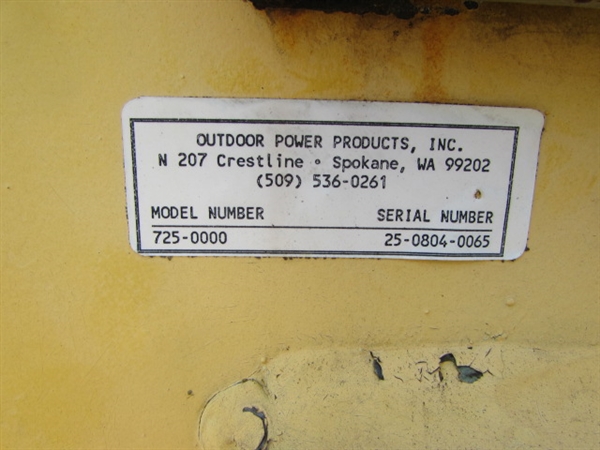 OUTDOOR POWER PRODUCTS, INC.
N 207 Crestline • Spokane, WA 99202
(509) 536-0261
MODEL NUMBER SERIAL NUMBER
725-0000 25-0804-0065